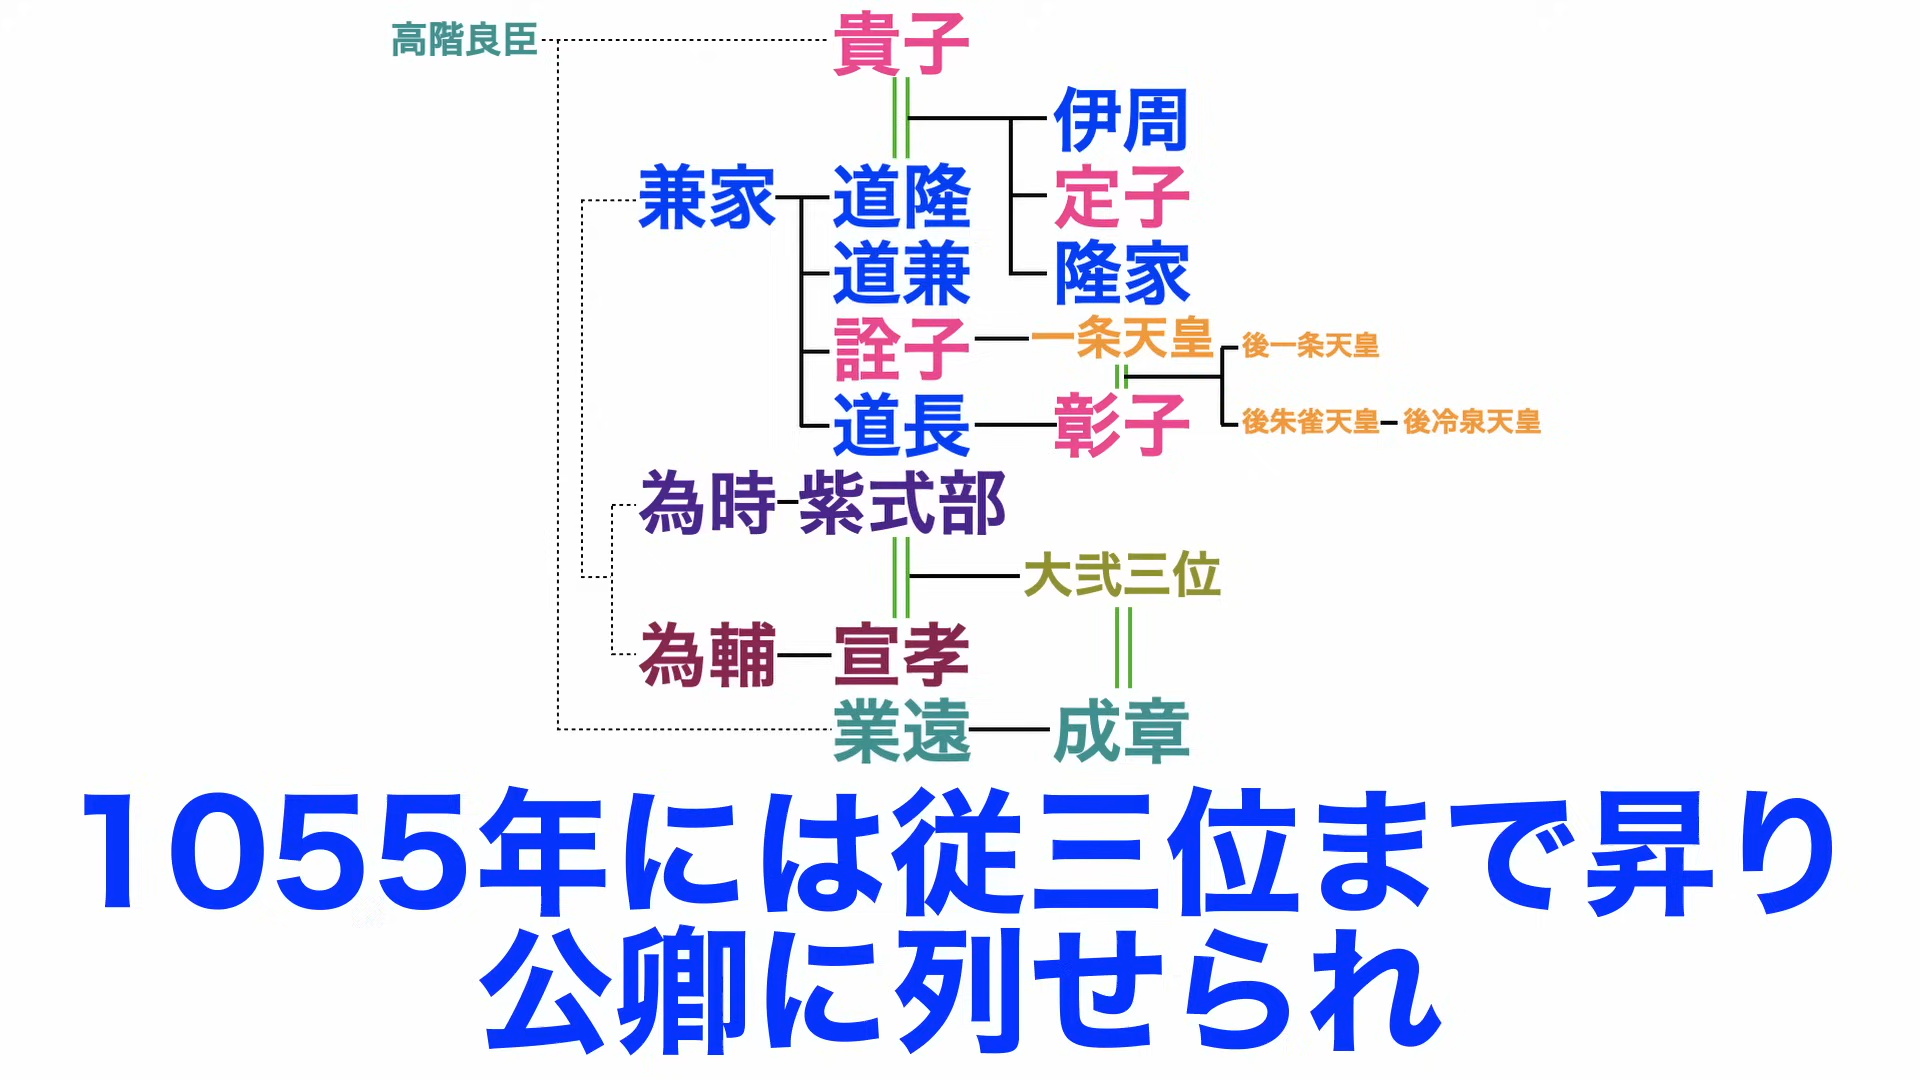 高階良臣
貴子
伊周
兼家
道隆
定子
道兼
隆家
詮子
一条天皇
後一条天皇
道長
彰子
後朱雀天皇
後冷泉天皇
為時
紫式部
大弐三位
為輔
宣孝
業遠
成章
1055年には従三位まで昇り
公卿に列せられ